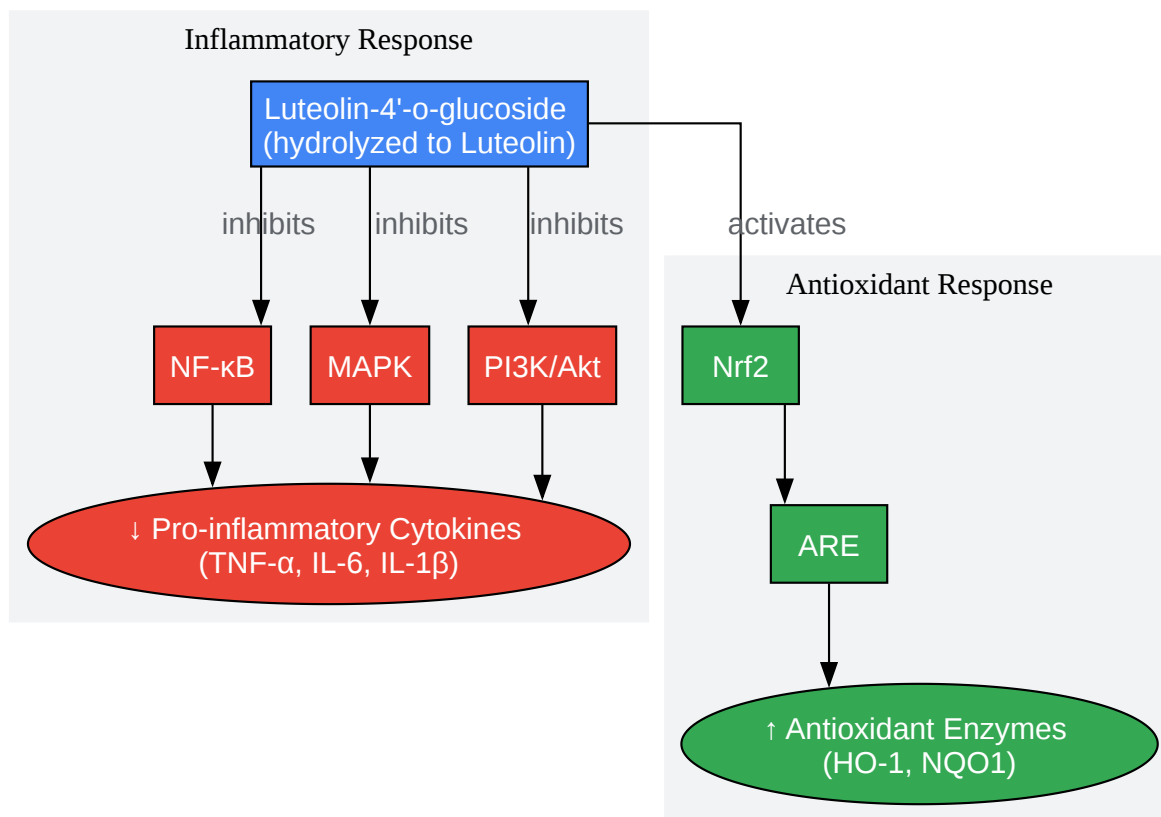 Inflammatory Response
Luteolin-4'-o-glucoside
(hydrolyzed to Luteolin)
inhibits
inhibits
inhibits
activates
Antioxidant Response
NF-κB
MAPK
PI3K/Akt
Nrf2
↓ Pro-inflammatory Cytokines
(TNF-α, IL-6, IL-1β)
ARE
↑ Antioxidant Enzymes
(HO-1, NQO1)